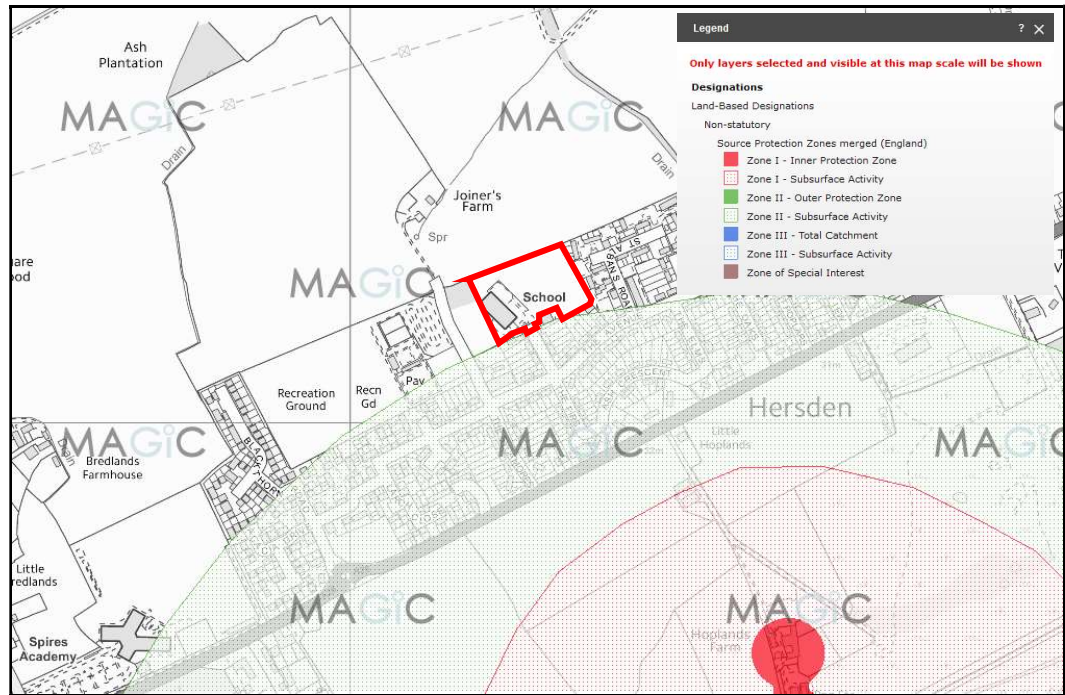 Ash
Plantation
Drain
Joiner's
Farm
Spr
Drain
School
Recreation
Ground
Recn
Gd
Pav
Bredlands
Farmhouse
Drain
Little
Spires
Academy
Hersden
Little
Hoplands
CRESCENT
Close
31m
Hoplands
Farm
MAGiC
MAGiC
MAGiC
MAGiC
MAGiC
MAGiC
MAGiC
Legend
? ×
Only layers selected and visible at this map scale will be shown
Designations
Land-Based Designations
Non-statutory
Source Protection Zones merged (England)
Zone I - Inner Protection Zone
Zone I - Subsurface Activity
Zone II - Outer Protection Zone
Zone II - Subsurface Activity
Zone III - Total Catchment
Zone III - Subsurface Activity
Zone of Special Interest